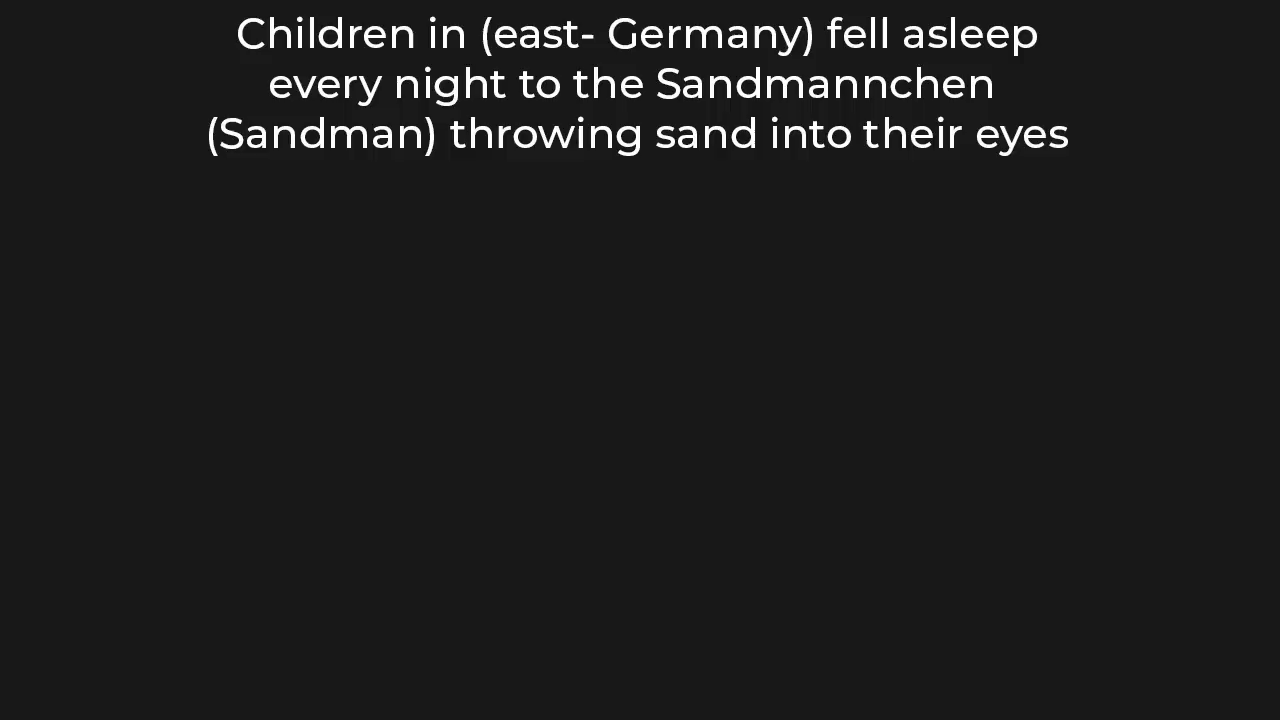 Children in (east- Germany) fell asleep
every night to the Sandmannchen
(Sandman) throwing sand into their eyes